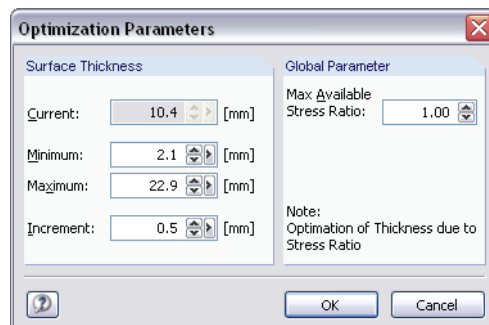 Optimization Parameters
Surface Thickness
Current: 10.4 [mm]
Minimum: 2.1 [mm]
Maximum: 22.9 [mm]
Increment: 0.5 [mm]
Global Parameter
Max Available
Stress Ratio: 1.00
Note:
Optimation of Thickness due to
Stress Ratio
OK Cancel